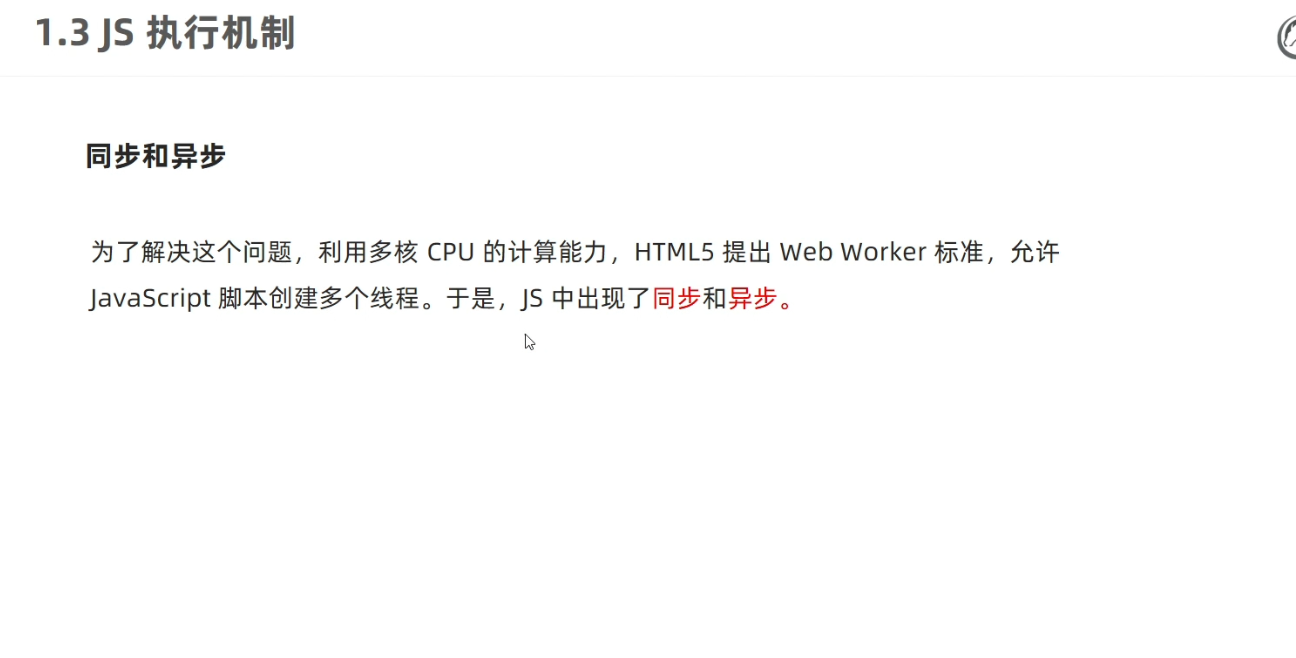 1.3 JS 执行机制
同步和异步
为了解决这个问题，利用多核 CPU 的计算能力，HTML5 提出 Web Worker 标准，允许
JavaScript 脚本创建多个线程。于是，JS 中出现了同步和异步。